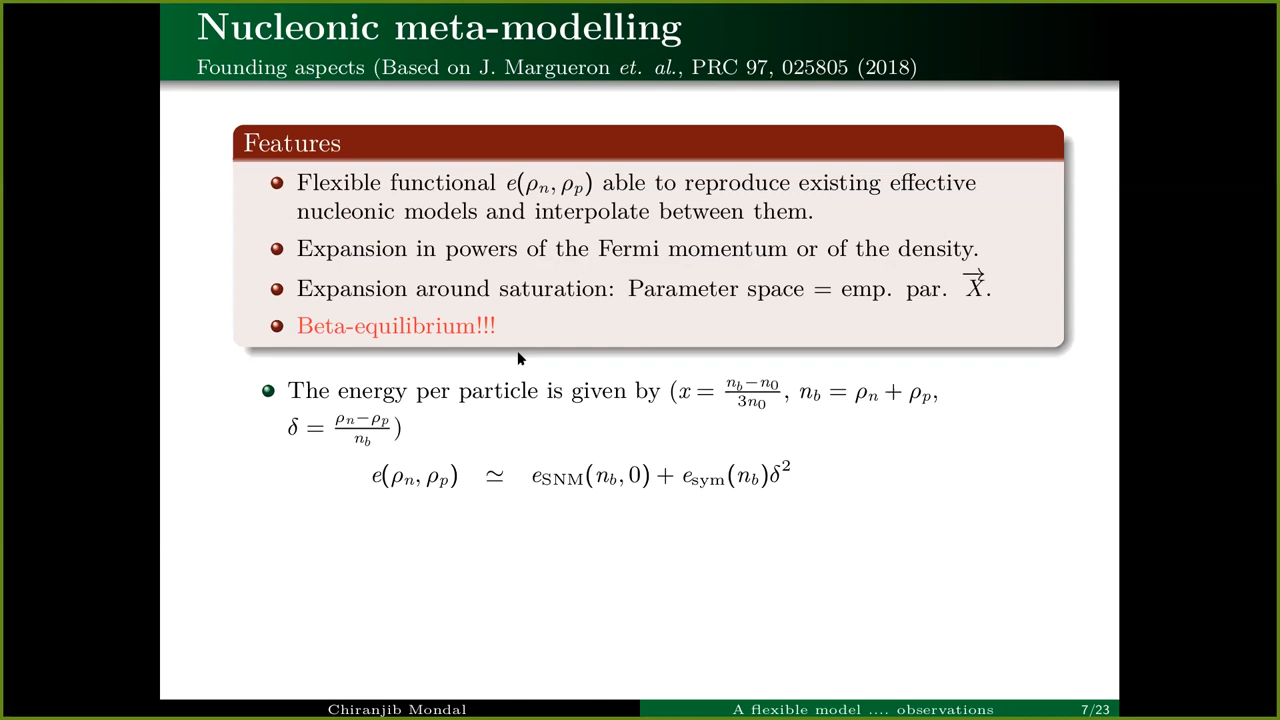 Nucleonic meta-modelling
Founding aspects (Based on J. Margueron et. al., PRC 97, 025805 (2018)
Features
Flexible functional e(ρₙ, ρₚ) able to reproduce existing effective
nucleonic models and interpolate between them.
Expansion in powers of the Fermi momentum or of the density.
Expansion around saturation: Parameter space = emp. par. X⃗.
Beta-equilibrium!!!
The energy per particle is given by (x = (n_b−n_0)/(3n_0), n_b = ρₙ + ρₚ,
δ = (ρₙ−ρₚ)/n_b)
e(ρₙ, ρₚ) ≃ e_SNM(n_b, 0) + e_sym(n_b)δ²
Chiranjib Mondal
A flexible model .... observations
7/23